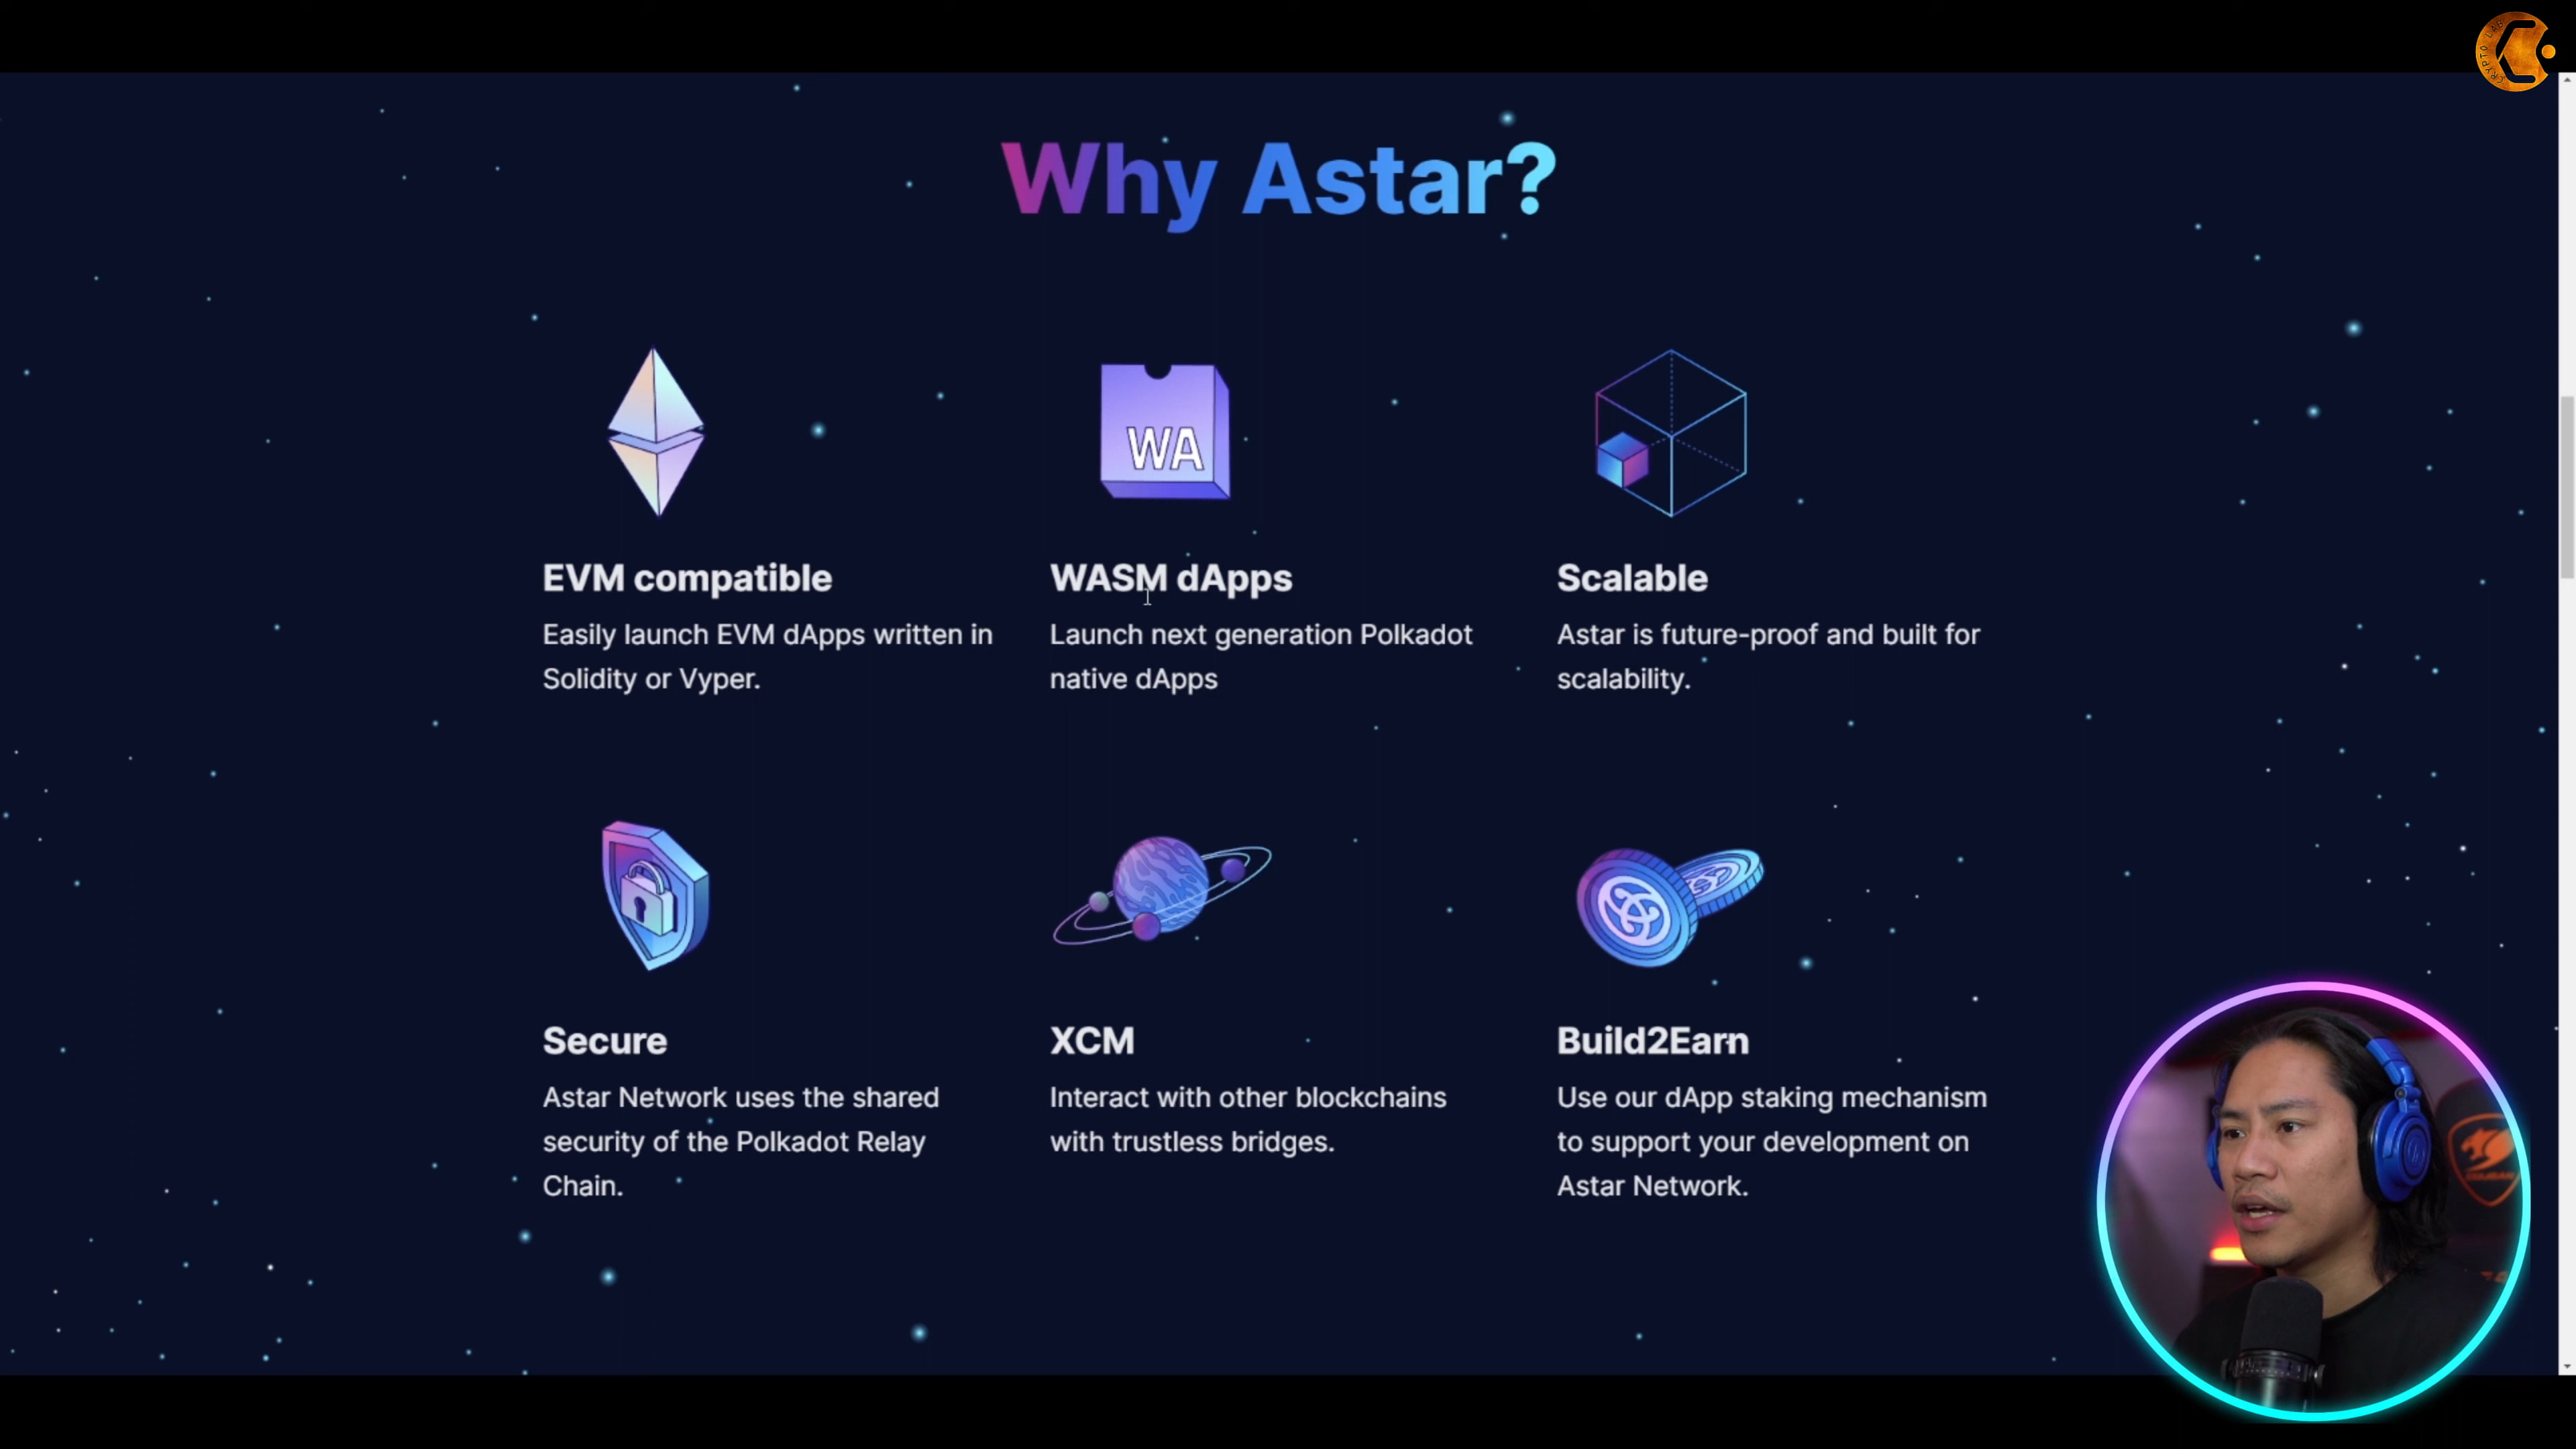 CRYPTO LAB
Why Astar?
WA
EVM compatible
Easily launch EVM dApps written in
Solidity or Vyper.
WASM dApps
Launch next generation Polkadot
native dApps
Scalable
Astar is future-proof and built for
scalability.
Secure
Astar Network uses the shared
security of the Polkadot Relay
Chain.
XCM
Interact with other blockchains
with trustless bridges.
Build2Earn
Use our dApp staking mechanism
to support your development on
Astar Network.
COUGAR